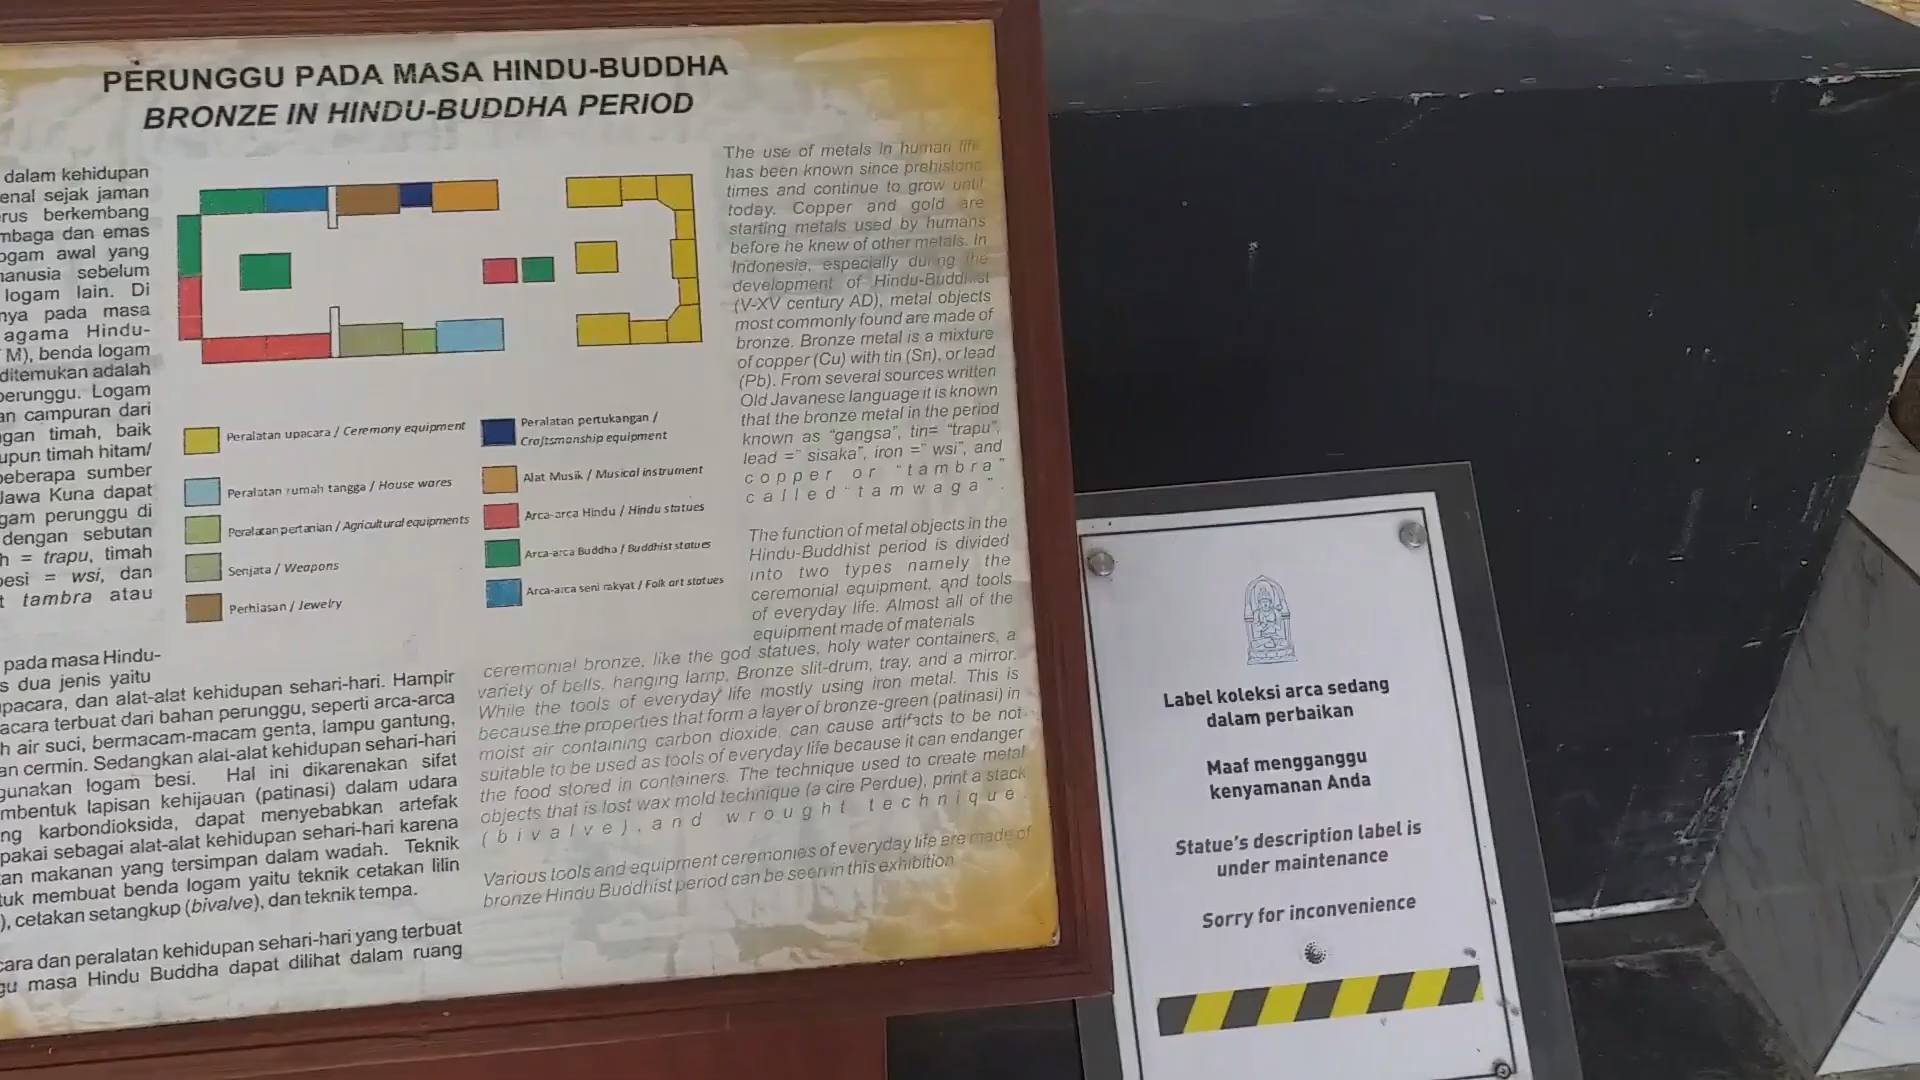 PERUNGGU PADA MASA HINDU-BUDDHA
BRONZE IN HINDU-BUDDHA PERIOD
dalam kehidupan
enal sejak jaman
rus berkembang
mbaga dan emas
ogam awal yang
nanusia sebelum
logam lain. Di
nya pada masa
agama Hindu-
M), benda logam
ditemukan adalah
perunggu. Logam
an campuran dari
ngan timah, baik
upun timah hitam/
beberapa sumber
Jawa Kuna dapat
gam perunggu di
dengan sebutan
h = trapu, timah
besi = wsi, dan
t tambra atau
pada masa Hindu-
s dua jenis yaitu
pacara, dan alat-alat kehidupan sehari-hari. Hampir
acara terbuat dari bahan perunggu, seperti arca-arca
h air suci, bermacam-macam genta, lampu gantung,
an cermin. Sedangkan alat-alat kehidupan sehari-hari
gunakan logam besi. Hal ini dikarenakan sifat
mbentuk lapisan kehijauan (patinasi) dalam udara
ng karbondioksida, dapat menyebabkan artefak
pakai sebagai alat-alat kehidupan sehari-hari karena
an makanan yang tersimpan dalam wadah. Teknik
tuk membuat benda logam yaitu teknik cetakan lilin
), cetakan setangkup (bivalve), dan teknik tempa.
cara dan peralatan kehidupan sehari-hari yang terbuat
gu masa Hindu Buddha dapat dilihat dalam ruang
Peralatan upacara / Ceremony equipment
Peralatan rumah tangga / House wares
Peralatan pertanian / Agricultural equipments
Senjata / Weapons
Perhiasan / Jewelry
Peralatan pertukangan /
Craftsmanship equipment
Alat Musik / Musical instrument
Arca-arca Hindu / Hindu statues
Arca-arca Buddha / Buddhist statues
Arca-arca seni rakyat / Folk art statues
The use of metals in human life
has been known since prehistoric
times and continue to grow until
today. Copper and gold are
starting metals used by humans
before he knew of other metals. In
Indonesia, especially during the
development of Hindu-Buddhist
(V-XV century AD), metal objects
most commonly found are made of
bronze. Bronze metal is a mixture
of copper (Cu) with tin (Sn), or lead
(Pb). From several sources written
Old Javanese language it is known
that the bronze metal in the period
known as "gangsa", tin= "trapu",
lead =" sisaka", iron =" wsi", and
copper or "tambra"
called "tamwaga".
The function of metal objects in the
Hindu-Buddhist period is divided
into two types namely the
ceremonial equipment, and tools
of everyday life. Almost all of the
equipment made of materials
ceremonial bronze, like the god statues, holy water containers, a
variety of bells, hanging lamp, Bronze slit-drum, tray, and a mirror.
While the tools of everyday life mostly using iron metal. This is
because the properties that form a layer of bronze-green (patinasi) in
moist air containing carbon dioxide, can cause artifacts to be not
suitable to be used as tools of everyday life because it can endanger
the food stored in containers. The technique used to create metal
objects that is lost wax mold technique (a cire Perdue), print a stack
(bivalve), and wrought technique.
Various tools and equipment ceremonies of everyday life are made of
bronze Hindu Buddhist period can be seen in this exhibition
Label koleksi arca sedang
dalam perbaikan
Maaf mengganggu
kenyamanan Anda
Statue's description label is
under maintenance
Sorry for inconvenience